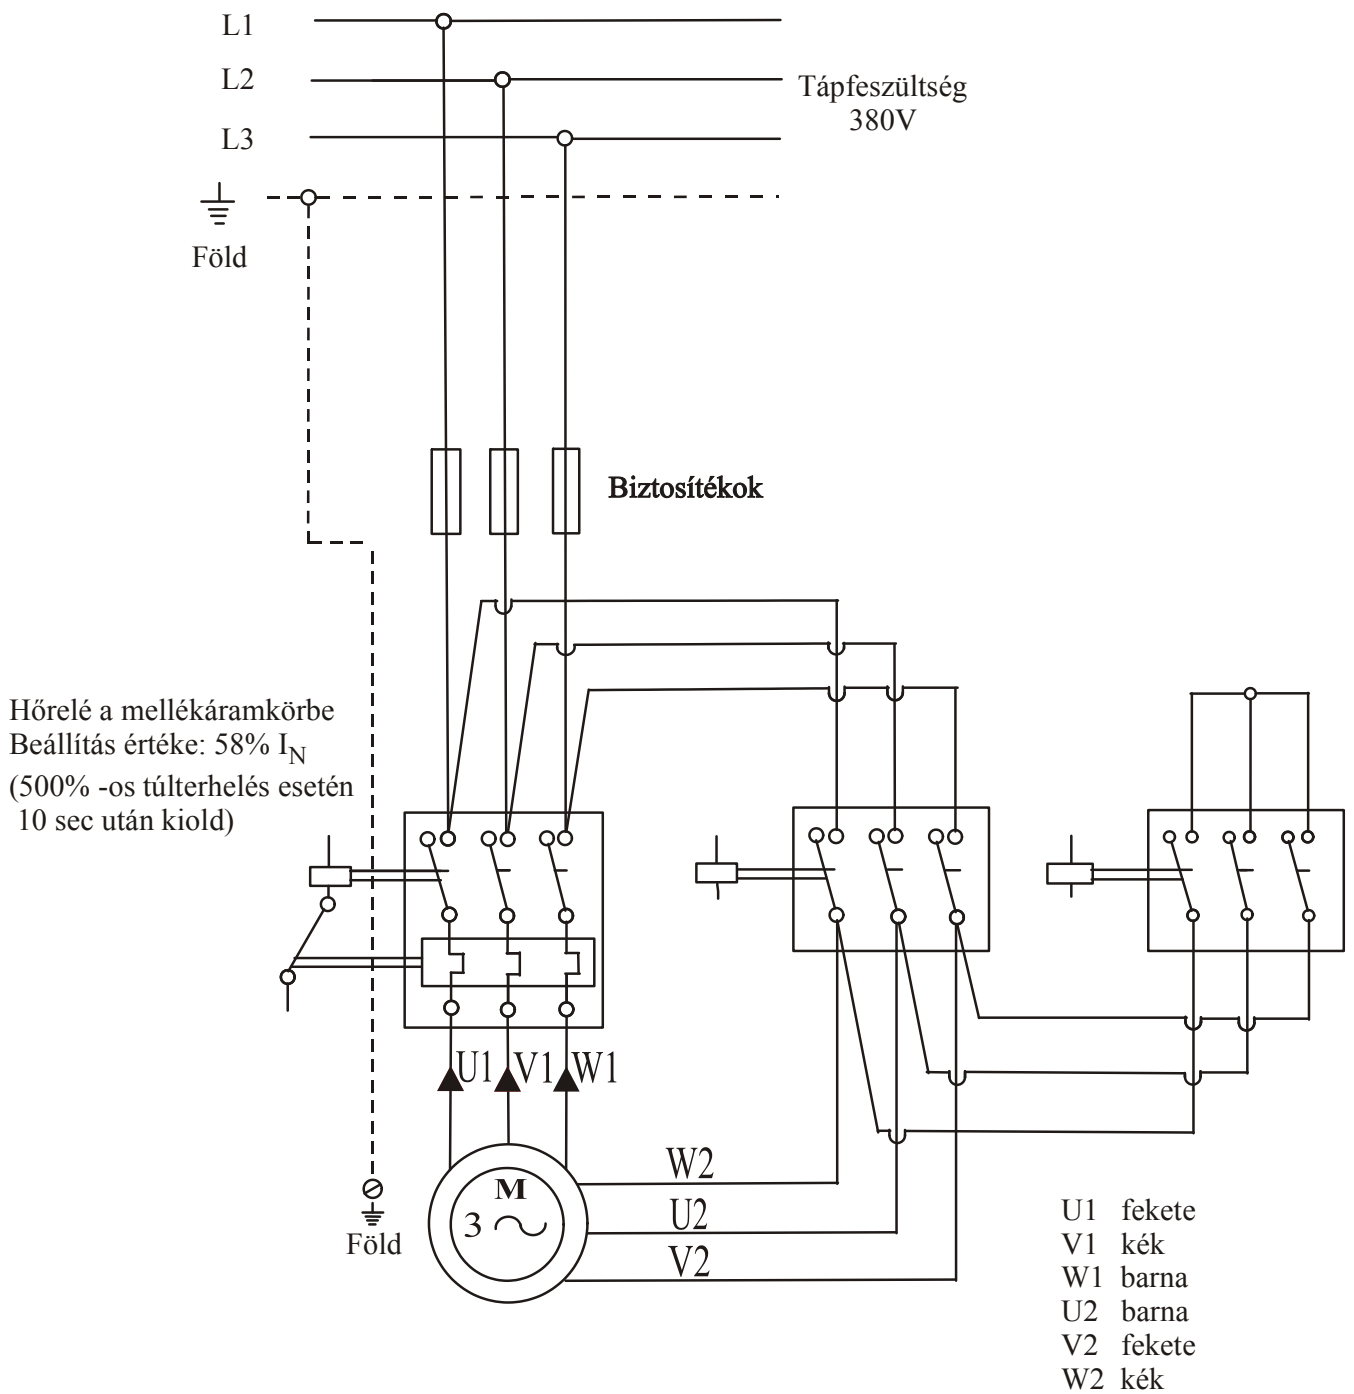 L1
L2
L3
Tápfeszültség
380V
Föld
Biztosítékok
Hőrelé a mellékáramkörbe
Beállítás értéke: 58% IN
(500% -os túlterhelés esetén
10 sec után kiold)
U1 V1 W1
M
3
W2
U2
V2
Föld
U1 fekete
V1 kék
W1 barna
U2 barna
V2 fekete
W2 kék